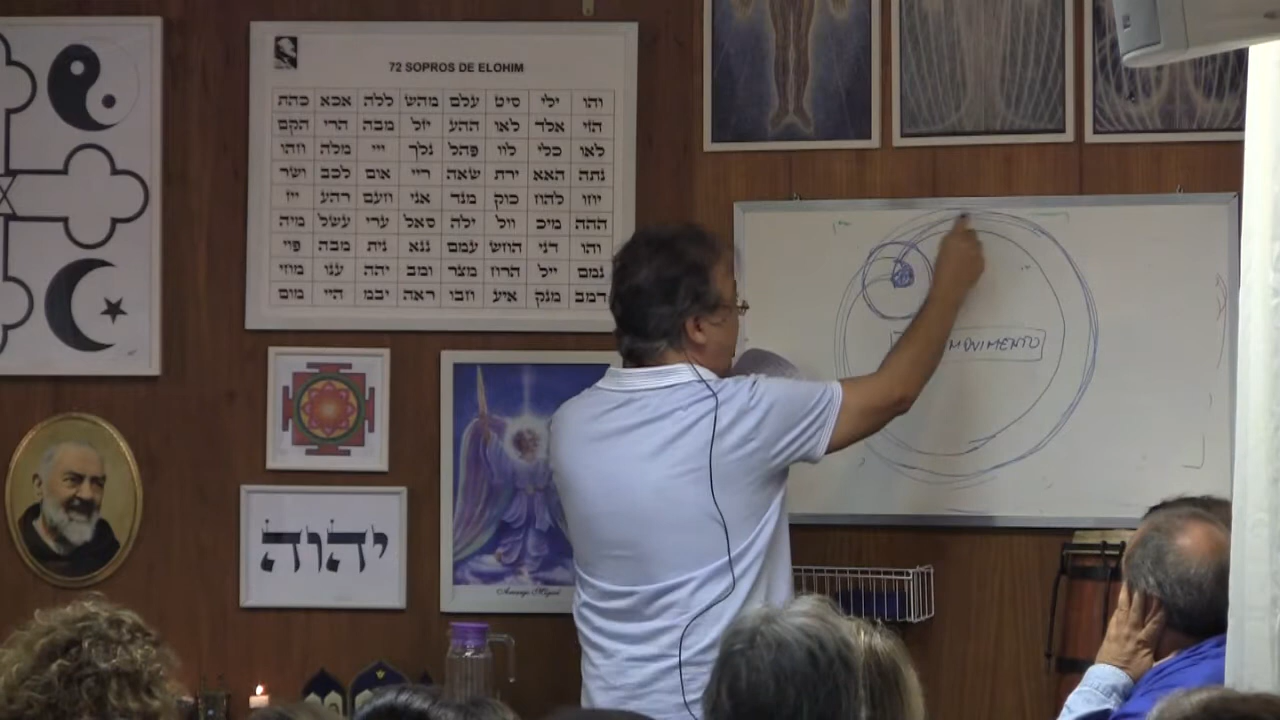 72 SOPROS DE ELOHIM
והו ילי סיט עלם מהש ללה אכא כהת
הזי אלד לאו ההע יזל מבה הרי הקם
לאו כלי לוו פהל נלך ייי מלה חהו
נתה האא ירת שאה ריי אום לכב ושר
יחו להח כוק מנד אני חעם רהע ייז
ההה מיכ וול ילה סאל ערי עשל מיה
והו דני החש עמם ננא נית מבה פוי
נמם ייל הרח מצר ומב יהה ענו מחי
דמב מנק איע חבו ראה יבמ היי מום
MOVIMENTO
יהוה
Arcanjo Miguel